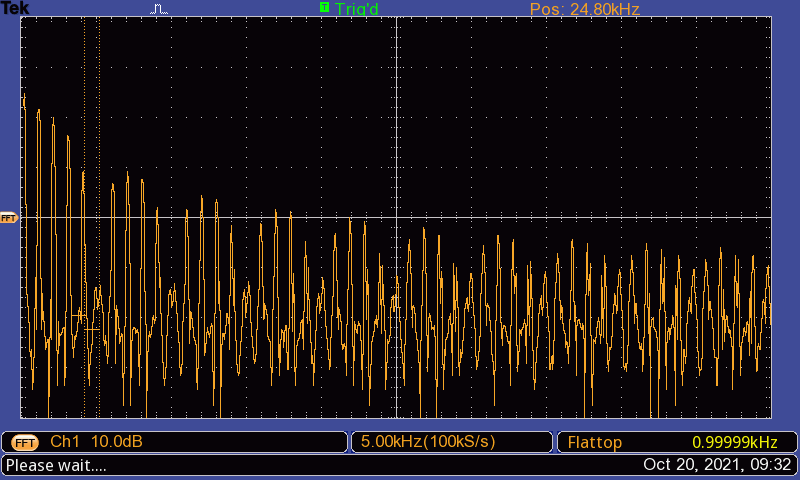 Tek T Trig'd Pos: 24.80kHz
FFT
FFT Ch1 10.0dB 5.00kHz(100kS/s) Flattop 0.99999kHz
Please wait.... Oct 20, 2021, 09:32